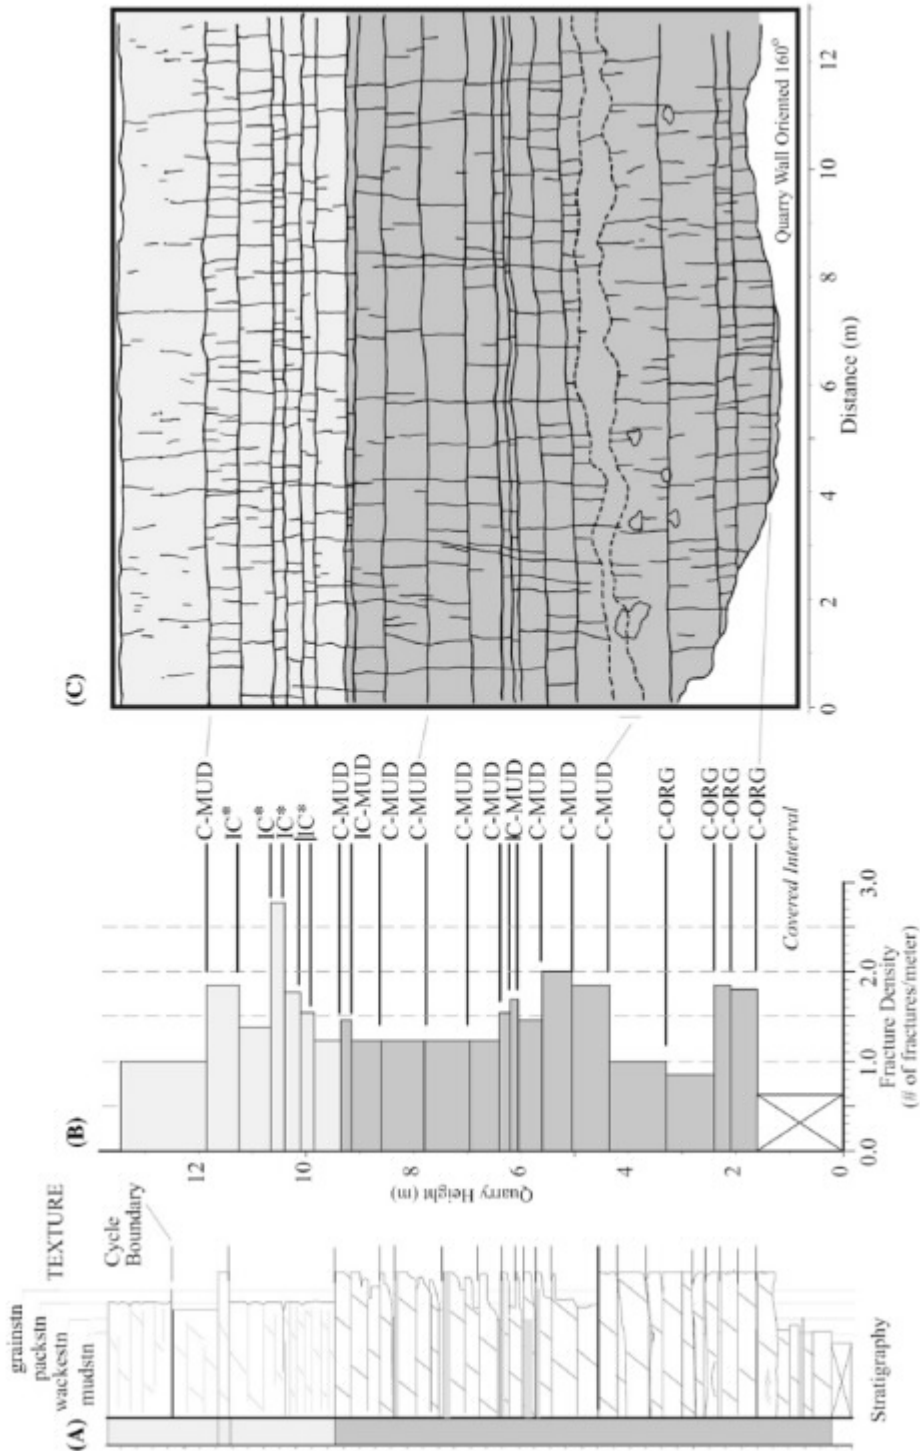 (A)
grainstn
packstn
wackestn
mudstn
TEXTURE
Cycle
Boundary
Stratigraphy
(B)
Quarry Height (m)
12
10
8
6
4
2
0
0.0
1.0
2.0
3.0
Fracture Density
(# of fractures/meter)
C-MUD
IC*
IC*
IC*
IC*
C-MUD
IC-MUD
C-MUD
C-MUD
C-MUD
C-MUD
C-MUD
C-MUD
C-MUD
C-MUD
C-ORG
C-ORG
C-ORG
C-ORG
Covered Interval
(C)
Quarry Wall Oriented 160°
0
2
4
6
8
10
12
Distance (m)